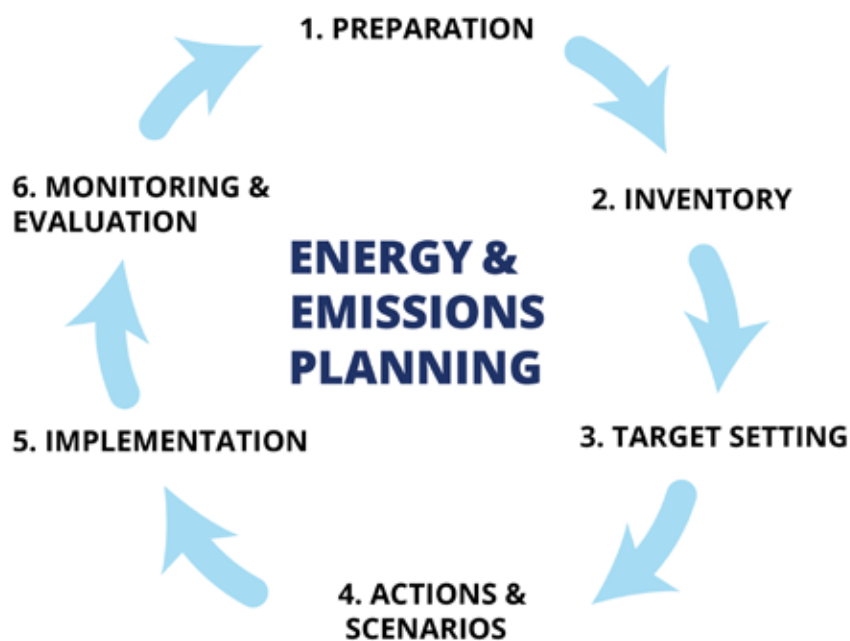 1. PREPARATION
2. INVENTORY
3. TARGET SETTING
4. ACTIONS &
SCENARIOS
5. IMPLEMENTATION
6. MONITORING &
EVALUATION
ENERGY &
EMISSIONS
PLANNING